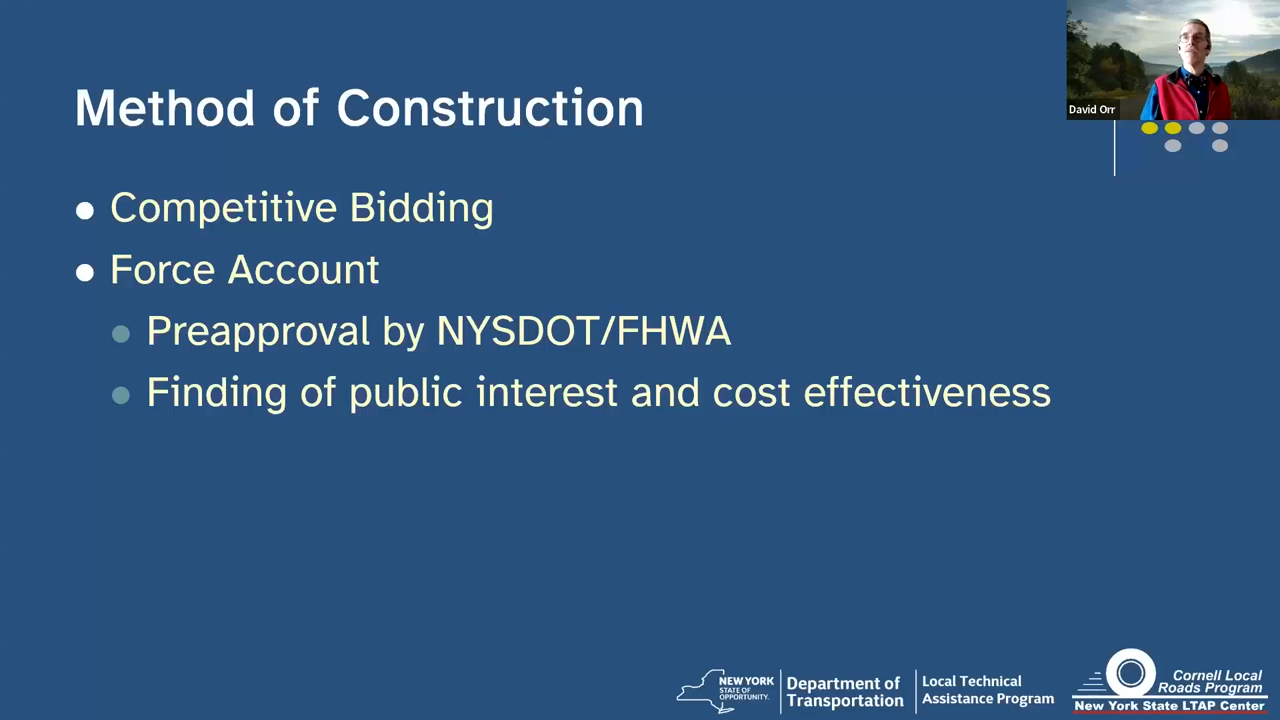 David Orr
Method of Construction
Competitive Bidding
Force Account
Preapproval by NYSDOT/FHWA
Finding of public interest and cost effectiveness
NEW YORK
STATE OF
OPPORTUNITY.
Department of
Transportation
Local Technical
Assistance Program
Cornell Local
Roads Program
New York State LTAP Center